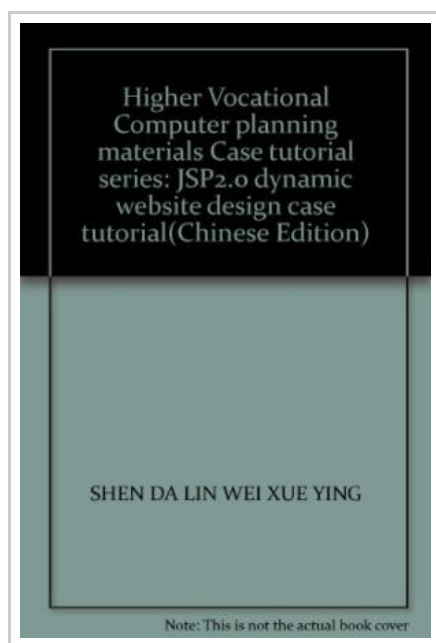 Higher Vocational
Computer planning
materials Case tutorial
series: JSP2.0 dynamic
website design case
tutorial(Chinese Edition)
SHEN DA LIN WEI XUE YING
Note: This is not the actual book cover